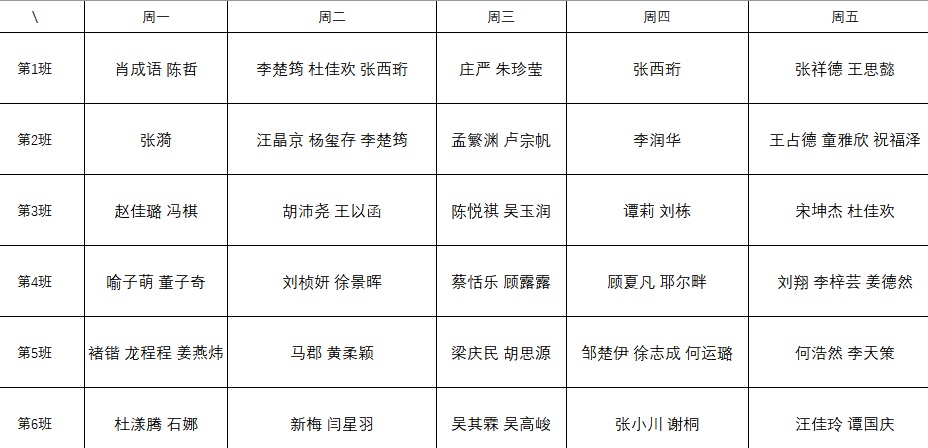 \ 周一 周二 周三 周四 周五
第1班 肖成语 陈哲 李楚筠 杜佳欢 张西珩 庄严 朱珍莹 张西珩 张祥德 王思懿
第2班 张漪 汪晶京 杨玺存 李楚筠 孟繁渊 卢宗帆 李润华 王占德 童雅欣 祝福泽
第3班 赵佳璐 冯棋 胡沛尧 王以函 陈悦祺 吴玉润 谭莉 刘栋 宋坤杰 杜佳欢
第4班 喻子萌 董子奇 刘桢妍 徐景晖 蔡恬乐 顾露露 顾夏凡 耶尔畔 刘翔 李梓芸 姜德然
第5班 褚锴 龙程程 姜燕炜 马郡 黄柔颖 梁庆民 胡思源 邹楚伊 徐志成 何运璐 何浩然 李天策
第6班 杜漾腾 石娜 新梅 闫星羽 吴其霖 吴高峻 张小川 谢桐 汪佳玲 谭国庆